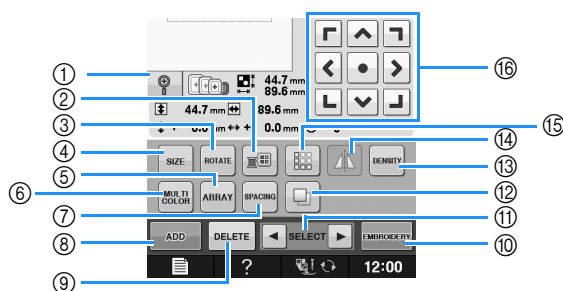 ① 44.7 mm
② 89.6 mm
44.7 mm 89.6 mm
③ + 0.0 mm
④ SIZE ROTATE DENSITY ⑬
⑤ ⑭ ⑮ ⑯
⑥ MULTI COLOR ARRAY SPACING ⑫
⑦ ⑪
⑧ ADD DELETE SELECT EMBROIDERY ⑩
⑨
? 12:00